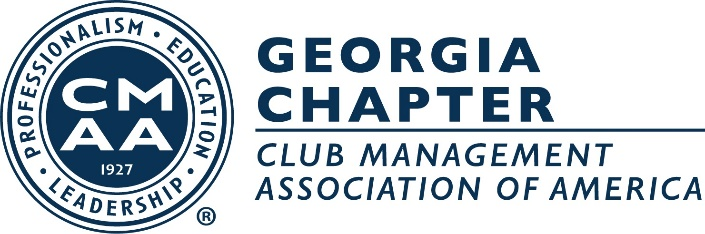 PROFESSIONALISM • EDUCATION • LEADERSHIP •
CM
AA
1927
®
GEORGIA
CHAPTER
CLUB MANAGEMENT
ASSOCIATION OF AMERICA